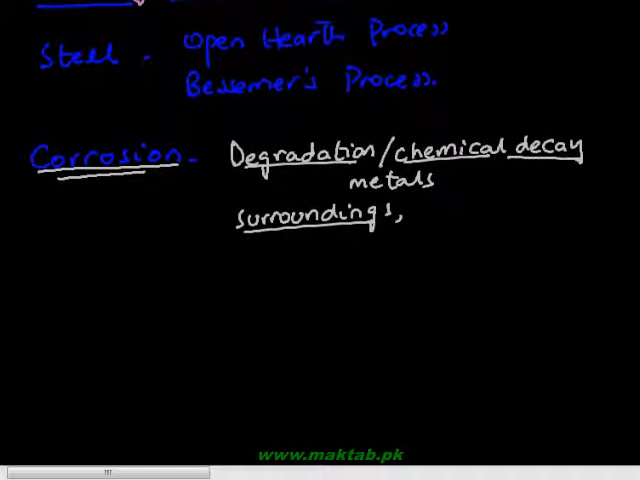 Steel - Open Hearth Process
Bessemer's Process.
Corrosion - Degradation / chemical decay
metals
surroundings,
www.maktab.pk